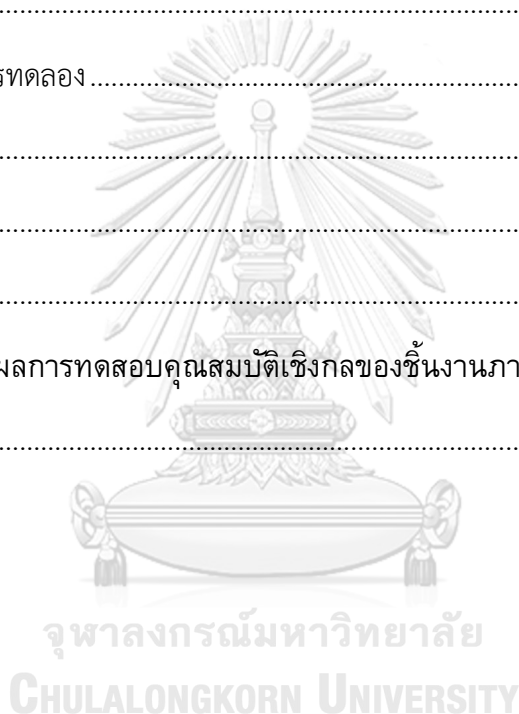 ......................................................................
รทดลอง......................................................................
......................................................................
......................................................................
......................................................................
ผลการทดสอบคุณสมบัติเชิงกลของชิ้นงานภา
......................................................................
จุฬาลงกรณ์มหาวิทยาลัย
CHULALONGKORN UNIVERSITY